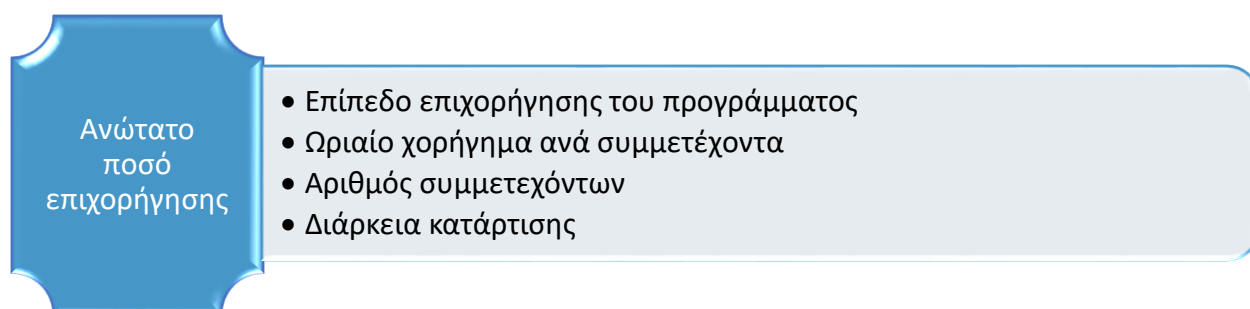 Ανώτατο
ποσό
επιχορήγησης
• Επίπεδο επιχορήγησης του προγράμματος
• Ωριαίο χορήγημα ανά συμμετέχοντα
• Αριθμός συμμετεχόντων
• Διάρκεια κατάρτισης